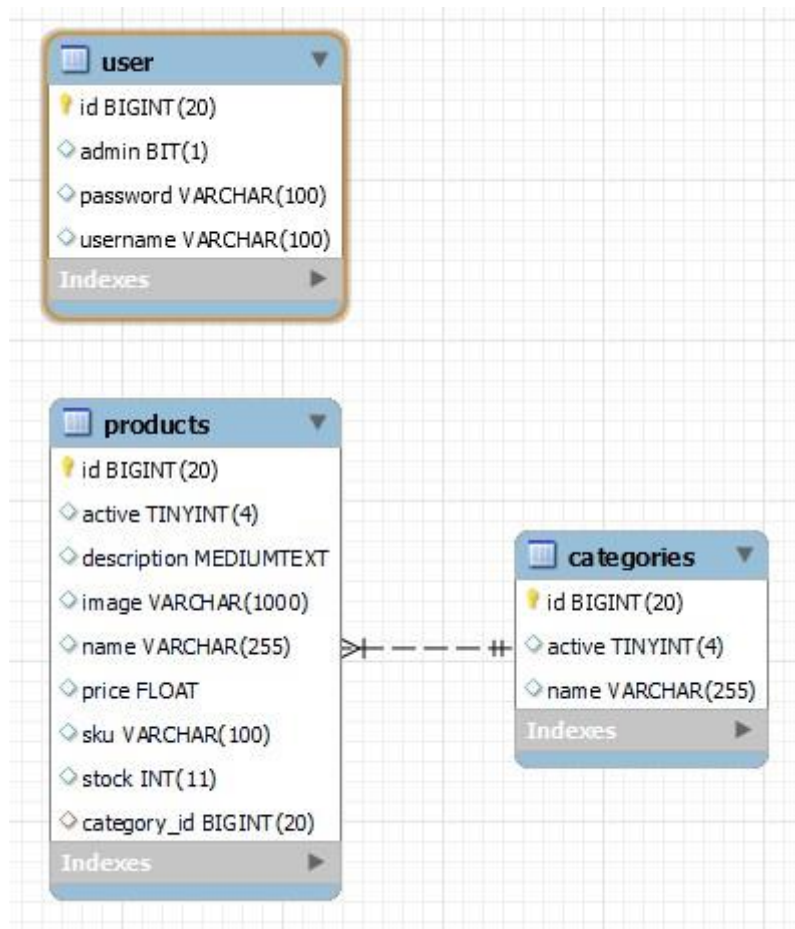 user
id BIGINT(20)
admin BIT(1)
password VARCHAR(100)
username VARCHAR(100)
Indexes
products
id BIGINT(20)
active TINYINT(4)
description MEDIUMTEXT
image VARCHAR(1000)
name VARCHAR(255)
price FLOAT
sku VARCHAR(100)
stock INT(11)
category_id BIGINT(20)
Indexes
categories
id BIGINT(20)
active TINYINT(4)
name VARCHAR(255)
Indexes